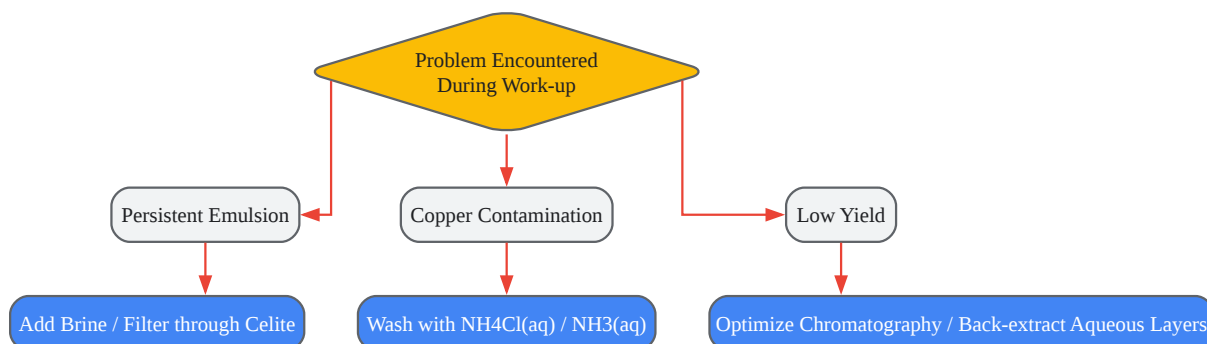 Problem Encountered
During Work-up
Persistent Emulsion
Copper Contamination
Low Yield
Add Brine / Filter through Celite
Wash with NH4Cl(aq) / NH3(aq)
Optimize Chromatography / Back-extract Aqueous Layers